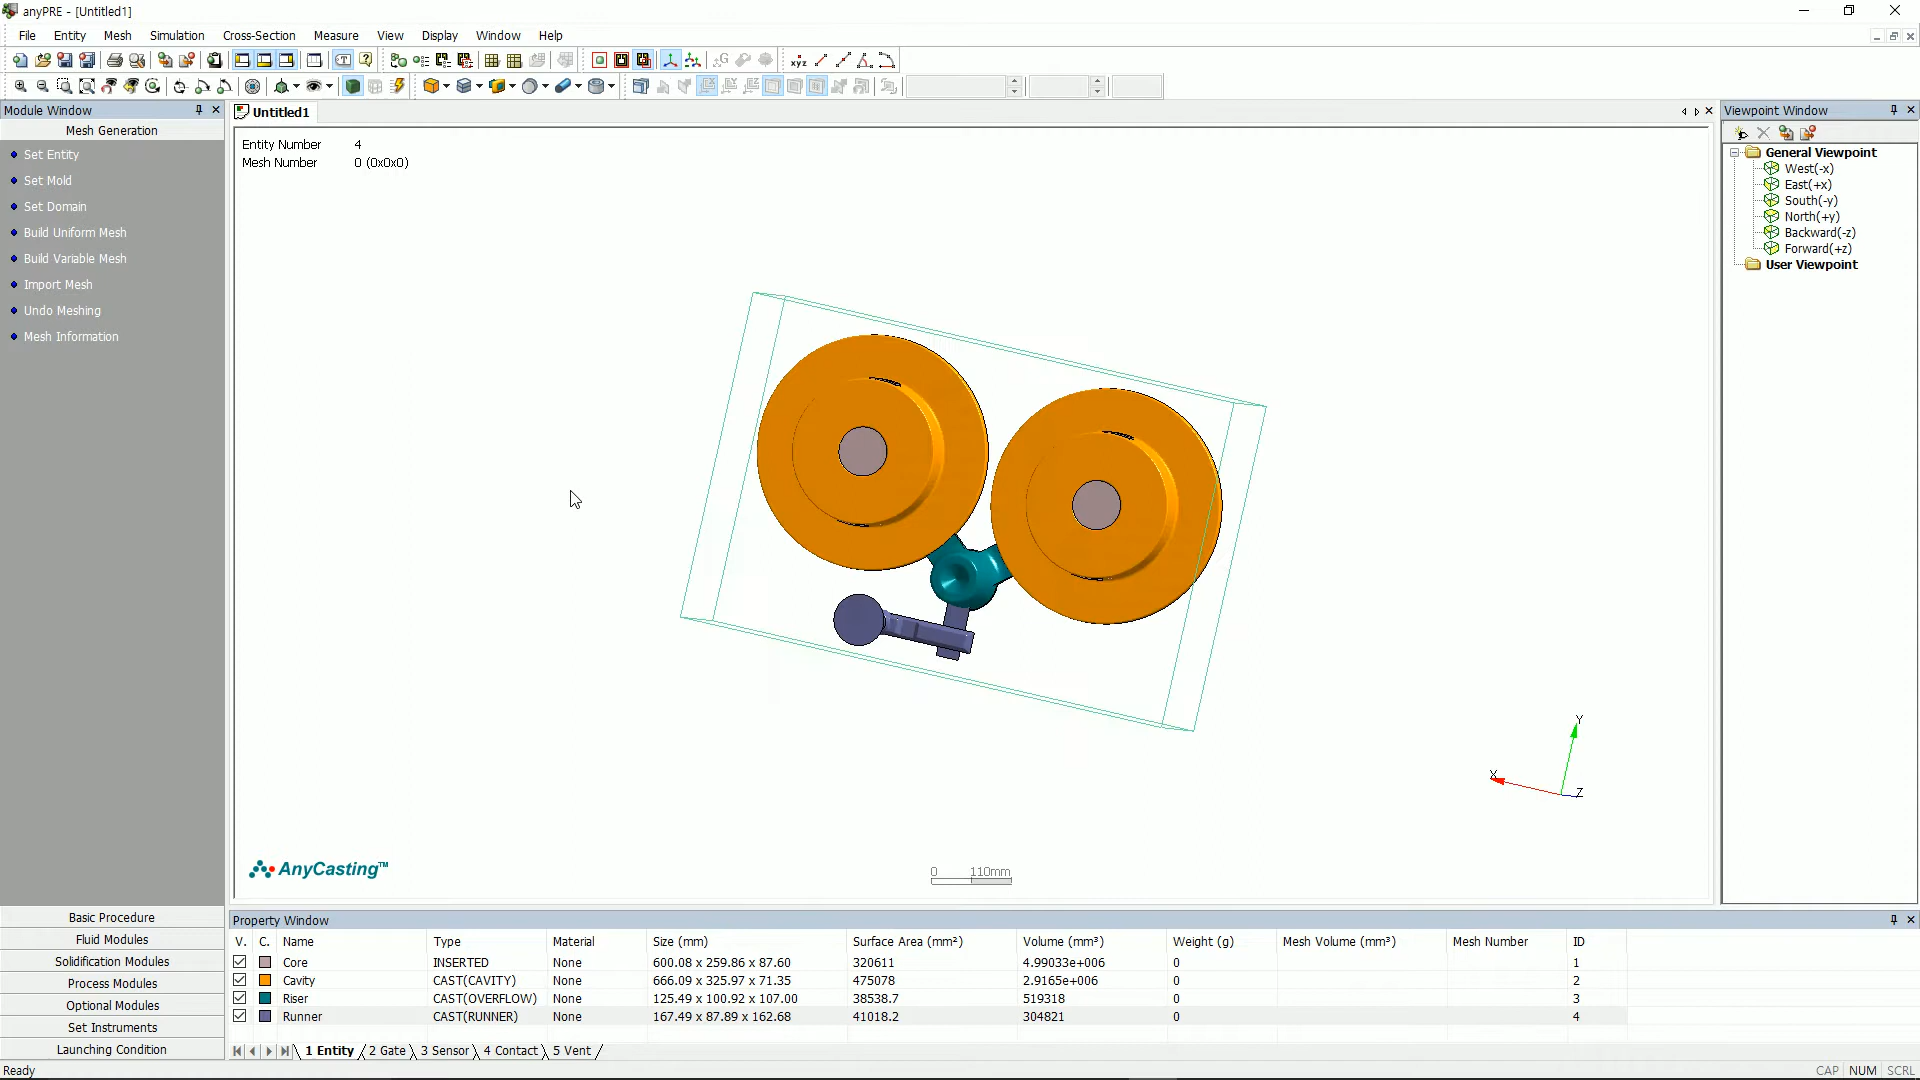 anyPRE - [Untitled1]
File Entity Mesh Simulation Cross-Section Measure View Display Window Help
Module Window
Mesh Generation
Set Entity
Set Mold
Set Domain
Build Uniform Mesh
Build Variable Mesh
Import Mesh
Undo Meshing
Mesh Information
Basic Procedure
Fluid Modules
Solidification Modules
Process Modules
Optional Modules
Set Instruments
Launching Condition
Untitled1
Entity Number 4
Mesh Number 0 (0x0x0)
X
Y
Z
AnyCasting™
0 110mm
Viewpoint Window
General Viewpoint
West(-x)
East(+x)
South(-y)
North(+y)
Backward(-z)
Forward(+z)
User Viewpoint
Property Window
V. C. Name Type Material Size (mm) Surface Area (mm²) Volume (mm³) Weight (g) Mesh Volume (mm³) Mesh Number ID
Core INSERTED None 600.08 x 259.86 x 87.60 320611 4.99033e+006 0 1
Cavity CAST(CAVITY) None 666.09 x 325.97 x 71.35 475078 2.9165e+006 0 2
Riser CAST(OVERFLOW) None 125.49 x 100.92 x 107.00 38538.7 519318 0 3
Runner CAST(RUNNER) None 167.49 x 87.89 x 162.68 41018.2 304821 0 4
1 Entity 2 Gate 3 Sensor 4 Contact 5 Vent
Ready CAP NUM SCRL